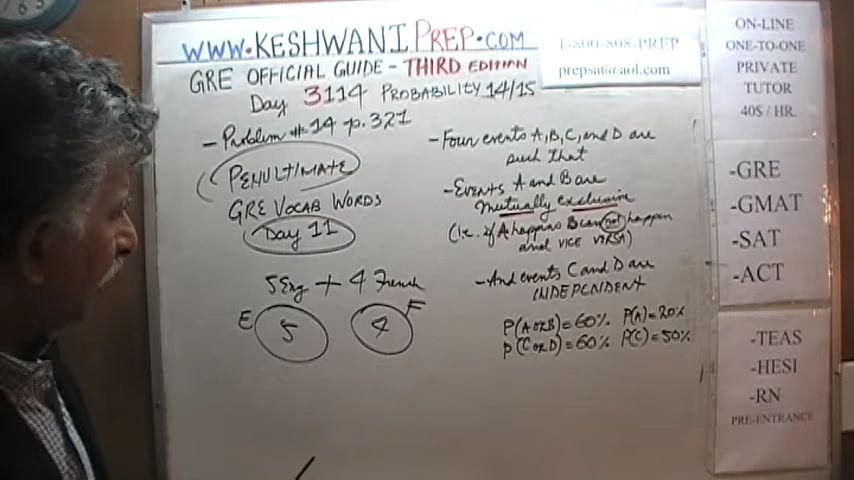 WWW.KESHWANI PREP.COM
1-800-808-PREP
prepsat@aol.com
GRE OFFICIAL GUIDE - THIRD EDITION
Day 3114 PROBABILITY 14/15
- Problem #14 p.321
PENULTIMATE
GRE VOCAB WORDS
Day 11
5 Eng + 4 French
E 5 4 F
- Four events A, B, C, and D are
such that
- Events A and B are
mutually exclusive
(i.e. if A happens B can not happen
and VICE VERSA)
- And events C and D are
INDEPENDENT
P(A or B) = 60% P(A) = 20%
P(C or D) = 60% P(C) = 50%
ON-LINE
ONE-TO-ONE
PRIVATE
TUTOR
40$ / HR.
-GRE
-GMAT
-SAT
-ACT
-TEAS
-HESI
-RN
PRE-ENTRANCE